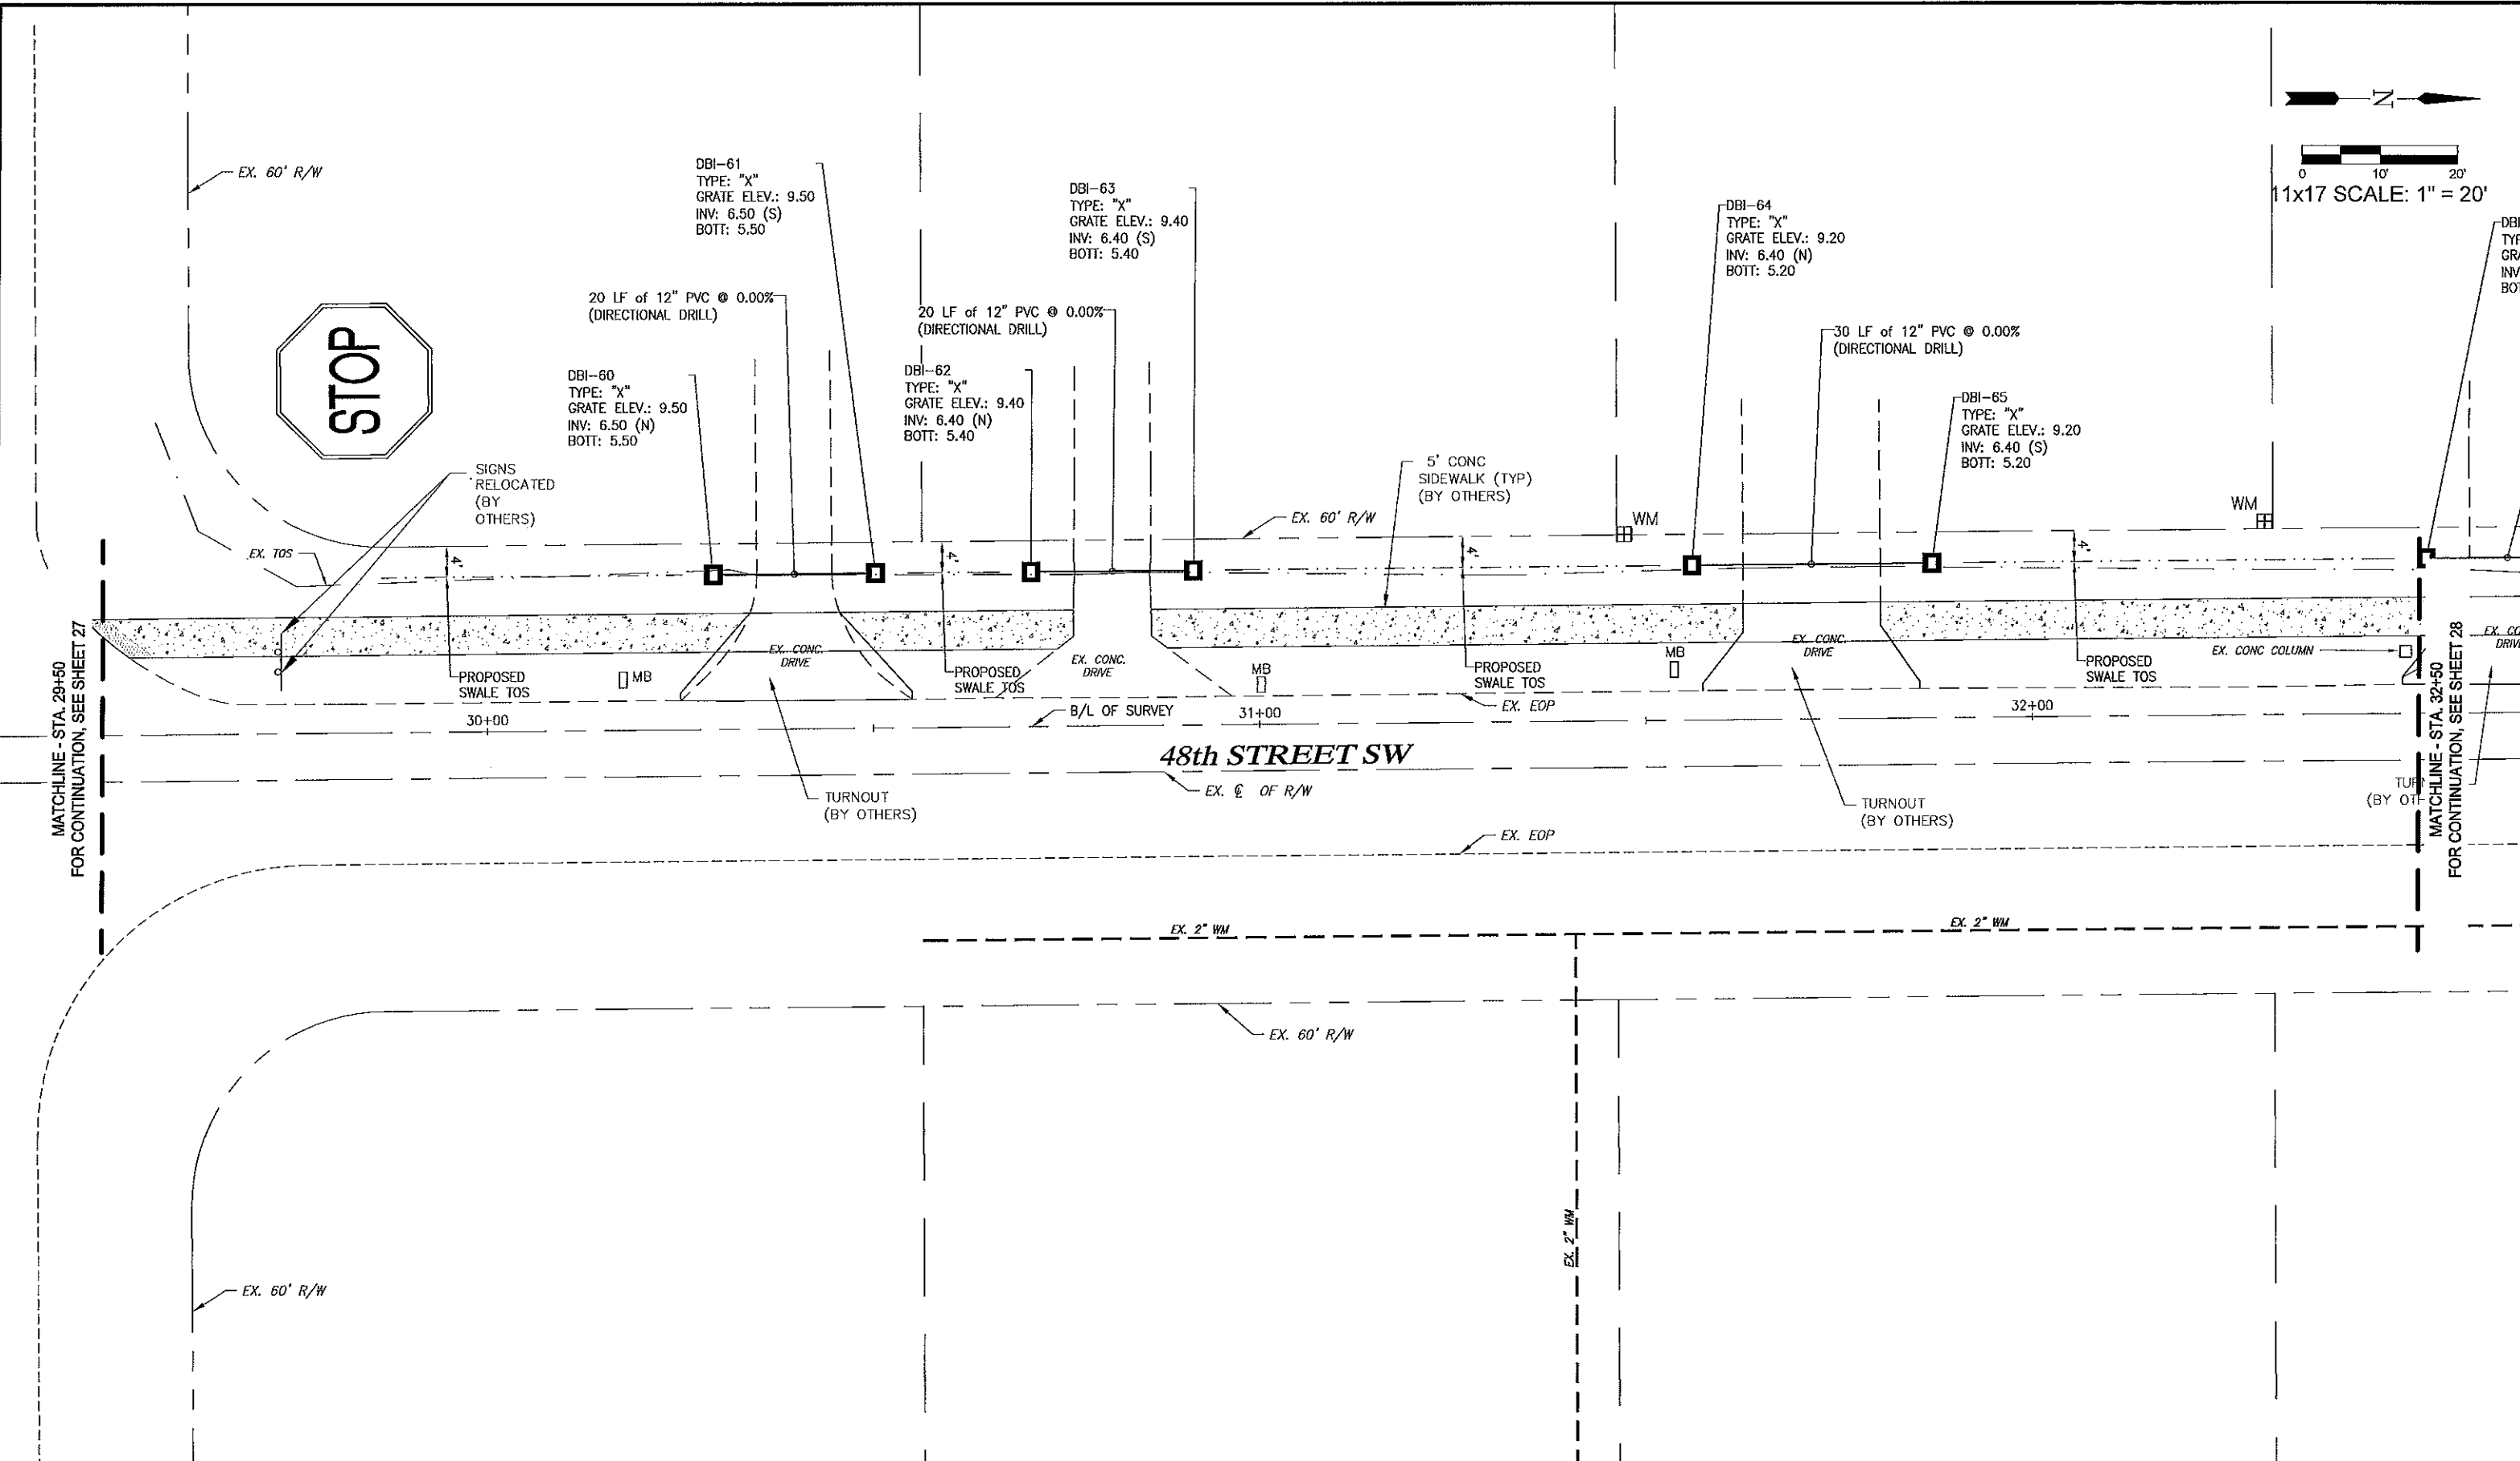 EX. 60' R/W
STOP
SIGNS
RELOCATED
(BY
OTHERS)
EX. TOS
DBI-60
TYPE: "X"
GRATE ELEV.: 9.50
INV: 6.50 (N)
BOTT: 5.50
20 LF of 12" PVC @ 0.00%
(DIRECTIONAL DRILL)
DBI-61
TYPE: "X"
GRATE ELEV.: 9.50
INV: 6.50 (S)
BOTT: 5.50
DBI-62
TYPE: "X"
GRATE ELEV.: 9.40
INV: 6.40 (N)
BOTT: 5.40
20 LF of 12" PVC @ 0.00%
(DIRECTIONAL DRILL)
DBI-63
TYPE: "X"
GRATE ELEV.: 9.40
INV: 6.40 (S)
BOTT: 5.40
5' CONC
SIDEWALK (TYP)
(BY OTHERS)
EX. 60' R/W
WM
DBI-64
TYPE: "X"
GRATE ELEV.: 9.20
INV: 6.40 (N)
BOTT: 5.20
30 LF of 12" PVC @ 0.00%
(DIRECTIONAL DRILL)
DBI-65
TYPE: "X"
GRATE ELEV.: 9.20
INV: 6.40 (S)
BOTT: 5.20
WM
N
0 10' 20'
11x17 SCALE: 1" = 20'
DBI
TYP
GRA
INV
BOT
4'
4'
4'
4'
MATCHLINE - STA. 29+50
FOR CONTINUATION, SEE SHEET 27
PROPOSED
SWALE TOS
MB
EX. CONC.
DRIVE
PROPOSED
SWALE TOS
EX. CONC.
DRIVE
MB
PROPOSED
SWALE TOS
MB
EX. CONC.
DRIVE
PROPOSED
SWALE TOS
EX. CONC COLUMN
EX. CO
DRIVE
30+00
B/L OF SURVEY
31+00
EX. EOP
32+00
48th STREET SW
EX. ℄ OF R/W
TURNOUT
(BY OTHERS)
TURNOUT
(BY OTHERS)
(BY OTH
MATCHLINE - STA. 32+50
FOR CONTINUATION, SEE SHEET 28
EX. EOP
EX. 2" WM
EX. 2" WM
EX. 60' R/W
EX. 2" WM
EX. 60' R/W